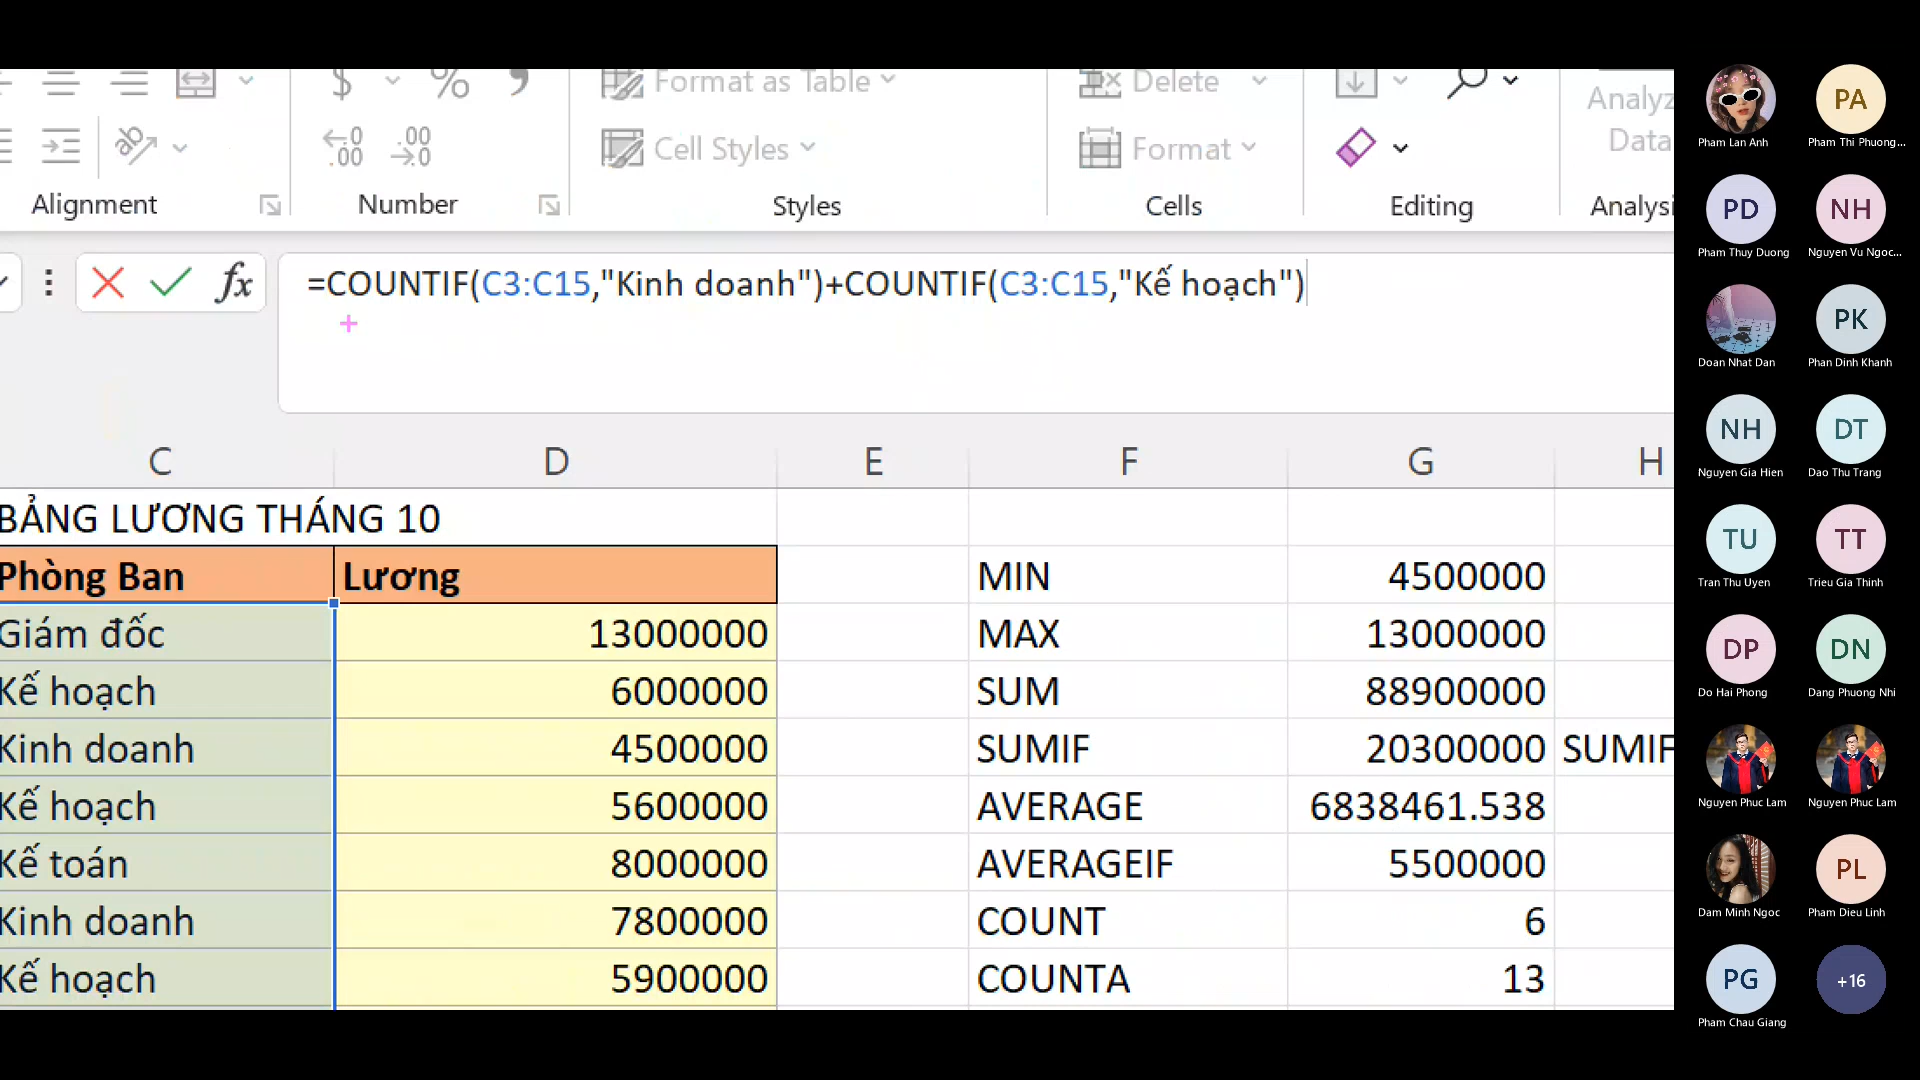 Format as Table
Delete
Analyz
Data
Cell Styles
Format
Alignment
Number
Styles
Cells
Editing
Analysi
=COUNTIF(C3:C15,"Kinh doanh")+COUNTIF(C3:C15,"Kế hoạch")
C D E F G H
BẢNG LƯƠNG THÁNG 10
Phòng Ban Lương MIN 4500000
Giám đốc 13000000 MAX 13000000
Kế hoạch 6000000 SUM 88900000
Kinh doanh 4500000 SUMIF 20300000 SUMIF
Kế hoạch 5600000 AVERAGE 6838461.538
Kế toán 8000000 AVERAGEIF 5500000
Kinh doanh 7800000 COUNT 6
Kế hoạch 5900000 COUNTA 13
PA
Pham Lan Anh Pham Thi Phuong...
PD NH
Pham Thuy Duong Nguyen Vu Ngoc...
PK
Doan Nhat Dan Phan Dinh Khanh
NH DT
Nguyen Gia Hien Dao Thu Trang
TU TT
Tran Thu Uyen Trieu Gia Thinh
DP DN
Do Hai Phong Dang Phuong Nhi
Nguyen Phuc Lam Nguyen Phuc Lam
PL
Dam Minh Ngoc Pham Dieu Linh
PG +16
Pham Chau Giang